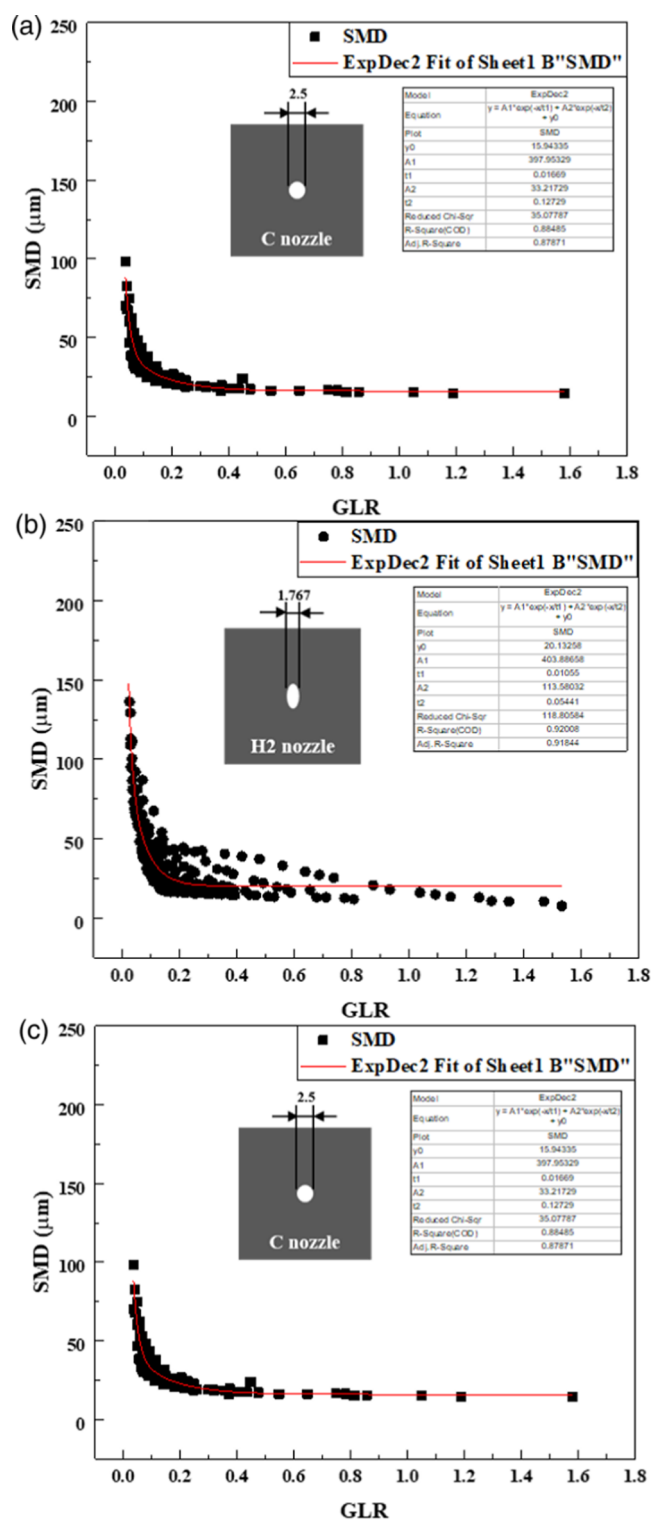 (a)
250
200
150
100
50
0
SMD (μm)
SMD
ExpDec2 Fit of Sheet1 B"SMD"
2.5
C nozzle
Model ExpDec2
Equation y = A1*exp(-x/t1) + A2*exp(-x/t2) + y0
Plot SMD
y0 15.94335
A1 397.95329
t1 0.01669
A2 33.21729
t2 0.12729
Reduced Chi-Sqr 35.07787
R-Square(COD) 0.88485
Adj. R-Square 0.87871
0.0 0.2 0.4 0.6 0.8 1.0 1.2 1.4 1.6 1.8
GLR
(b)
250
200
150
100
50
0
SMD (μm)
SMD
ExpDec2 Fit of Sheet1 B"SMD"
1.767
H2 nozzle
Model ExpDec2
Equation y = A1*exp(-x/t1) + A2*exp(-x/t2) + y0
Plot SMD
y0 20.13258
A1 403.88658
t1 0.01055
A2 113.58032
t2 0.05441
Reduced Chi-Sqr 118.80584
R-Square(COD) 0.92008
Adj. R-Square 0.91844
0.0 0.2 0.4 0.6 0.8 1.0 1.2 1.4 1.6 1.8
GLR
(c)
250
200
150
100
50
0
SMD (μm)
SMD
ExpDec2 Fit of Sheet1 B"SMD"
2.5
C nozzle
Model ExpDec2
Equation y = A1*exp(-x/t1) + A2*exp(-x/t2) + y0
Plot SMD
y0 15.94335
A1 397.95329
t1 0.01669
A2 33.21729
t2 0.12729
Reduced Chi-Sqr 35.07787
R-Square(COD) 0.88485
Adj. R-Square 0.87871
0.0 0.2 0.4 0.6 0.8 1.0 1.2 1.4 1.6 1.8
GLR